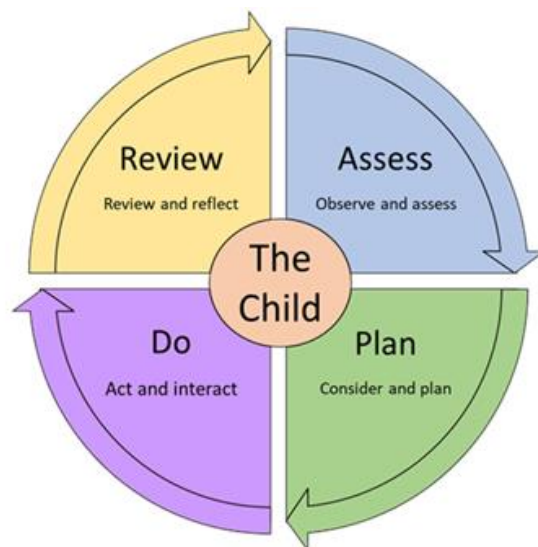 Review
Review and reflect
Assess
Observe and assess
The
Child
Do
Act and interact
Plan
Consider and plan